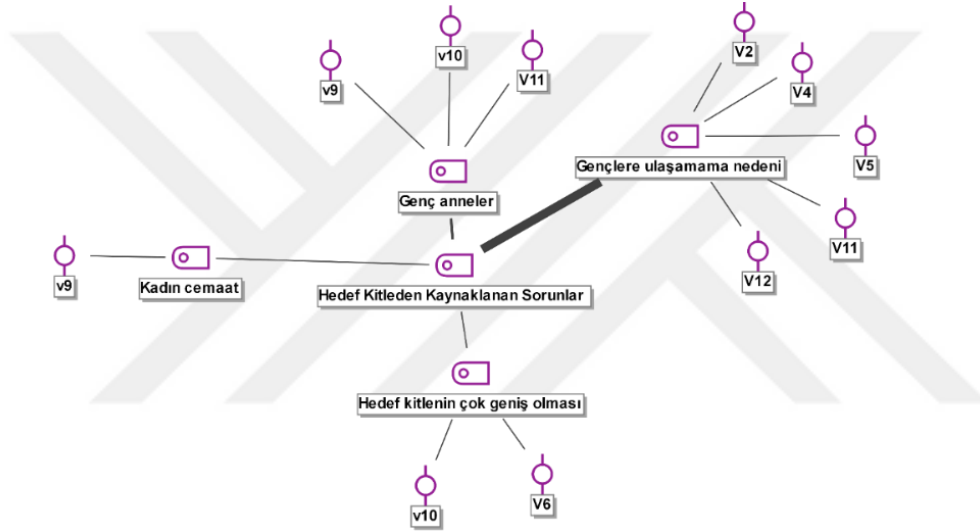 V2
v10
V11
V4
v9
V5
Gençlere ulaşamama nedeni
Genç anneler
V11
V12
v9
Kadın cemaat
Hedef Kitleden Kaynaklanan Sorunlar
Hedef kitlenin çok geniş olması
v10
V6